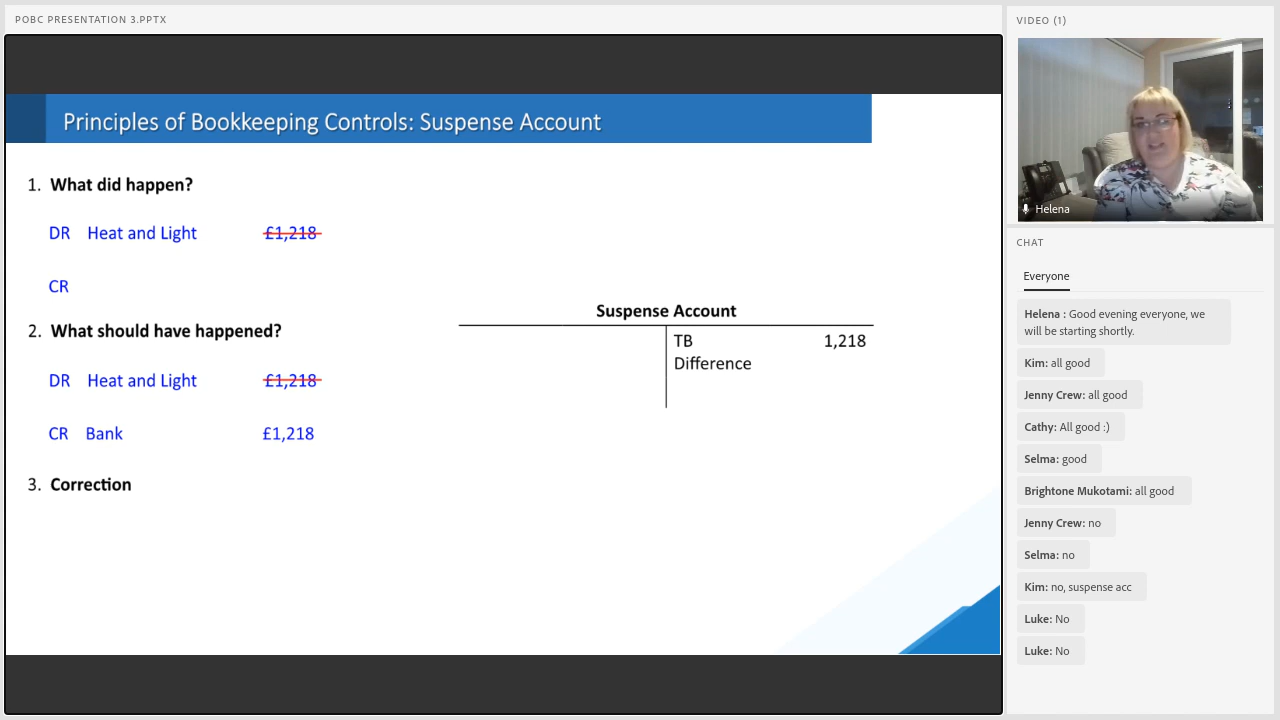 POBC PRESENTATION 3.PPTX
Principles of Bookkeeping Controls: Suspense Account
1. What did happen?
DR Heat and Light £1,218
CR
2. What should have happened?
DR Heat and Light £1,218
CR Bank £1,218
3. Correction
Suspense Account
TB 1,218
Difference
VIDEO (1)
Helena
CHAT
Everyone
Helena : Good evening everyone, we
will be starting shortly.
Kim: all good
Jenny Crew: all good
Cathy: All good :)
Selma: good
Brightone Mukotami: all good
Jenny Crew: no
Selma: no
Kim: no, suspense acc
Luke: No
Luke: No